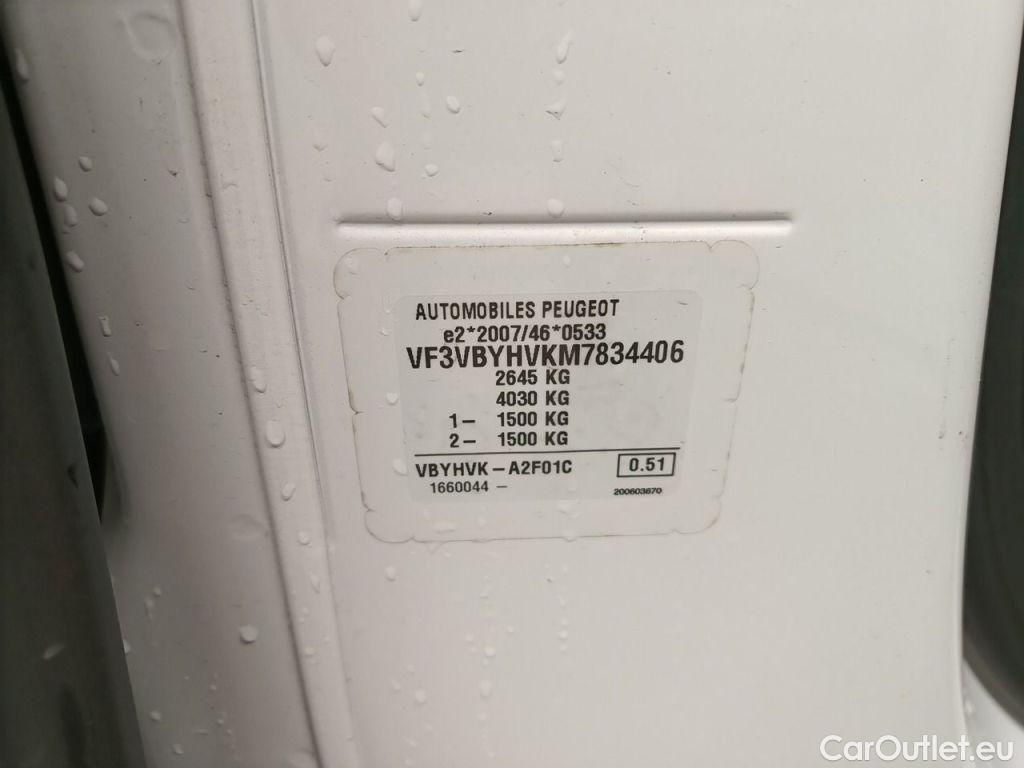 AUTOMOBILES PEUGEOT
e2*2007/46*0533
VF3VBYHVKM7834406
2645 KG
4030 KG
1- 1500 KG
2- 1500 KG
VBYHVK-A2F01C 0.51
1660044 - 200603670
CarOutlet.eu